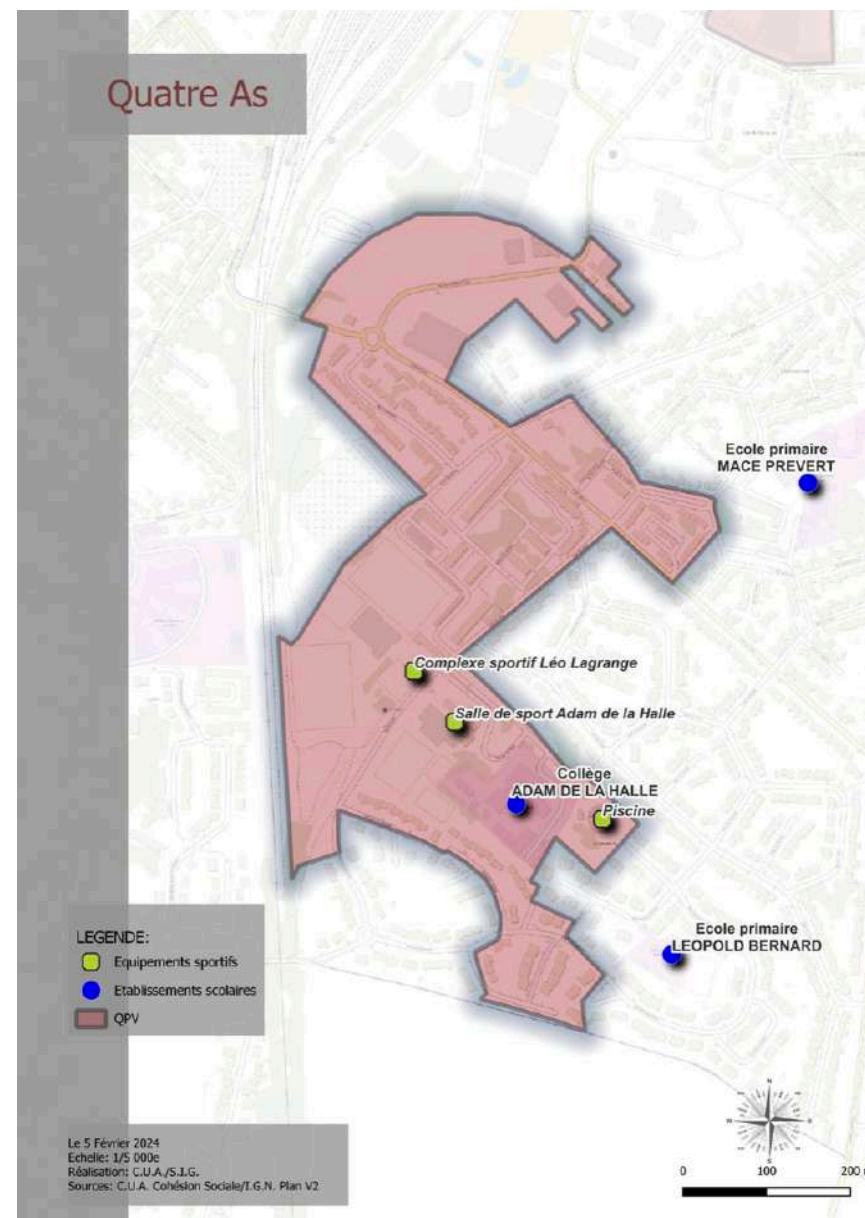 Quatre As
Ecole primaire
MACE PREVERT
Complexe sportif Léo Lagrange
Salle de sport Adam de la Halle
Collège
ADAM DE LA HALLE
Piscine
Ecole primaire
LEOPOLD BERNARD
LEGENDE:
Equipements sportifs
Etablissements scolaires
QPV
N
W
S
Le 5 Février 2024
Echelle: 1/5 000e
Réalisation: C.U.A./S.I.G.
Sources: C.U.A. Cohésion Sociale/I.G.N. Plan V2
0 100 200